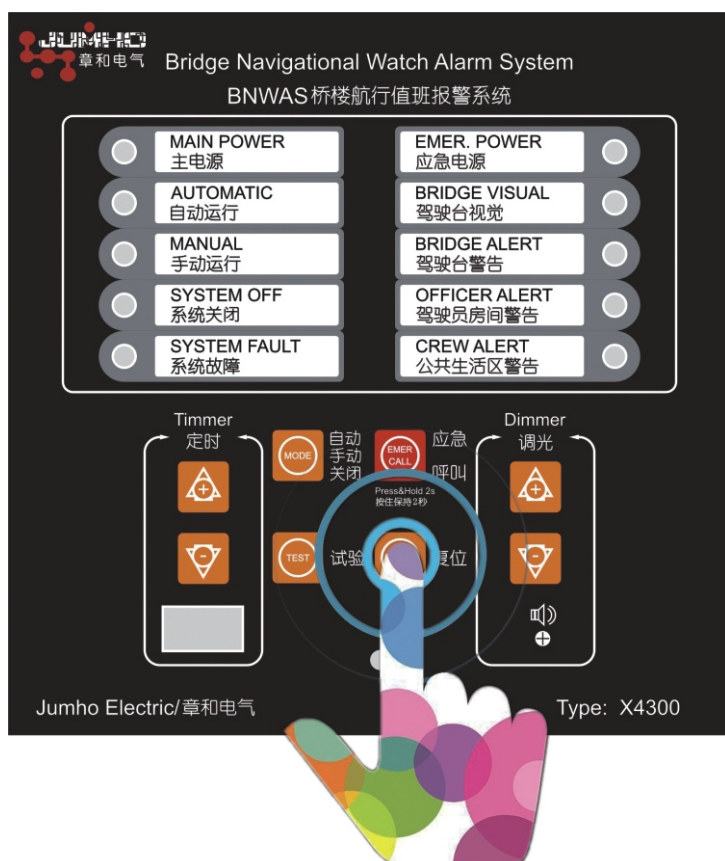 JUMHO
章和电气
Bridge Navigational Watch Alarm System
BNWAS桥楼航行值班报警系统
MAIN POWER
主电源
AUTOMATIC
自动运行
MANUAL
手动运行
SYSTEM OFF
系统关闭
SYSTEM FAULT
系统故障
EMER. POWER
应急电源
BRIDGE VISUAL
驾驶台视觉
BRIDGE ALERT
驾驶台警告
OFFICER ALERT
驾驶员房间警告
CREW ALERT
公共生活区警告
Timmer
定时
MODE
自动
手动
关闭
EMER
CALL
应急
呼叫
Press&Hold 2s
按住保持2秒
TEST
试验
复位
Dimmer
调光
Jumho Electric/章和电气
Type: X4300